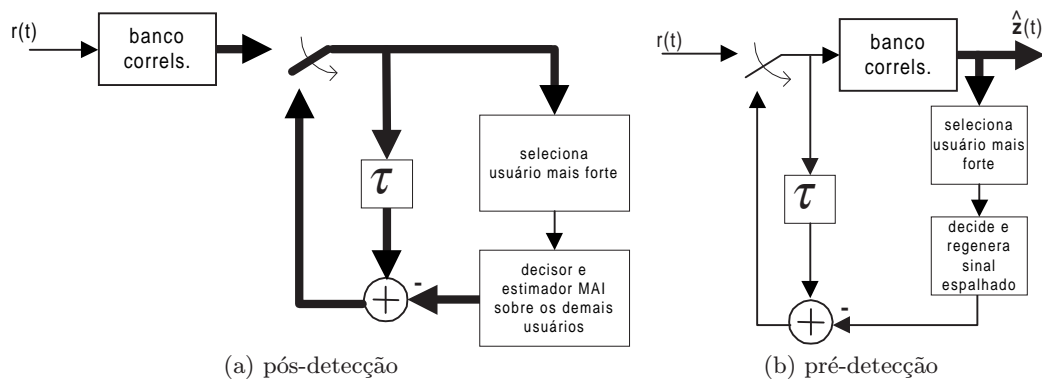 r(t)
banco
correls.
τ
seleciona
usuário mais forte
decisor e
estimador MAI
sobre os demais
usuários
-
+
(a) pós-detecção
r(t)
banco
correls.
ẑ(t)
τ
seleciona
usuário mais
forte
decide e
regenera
sinal
espalhado
-
+
(b) pré-detecção